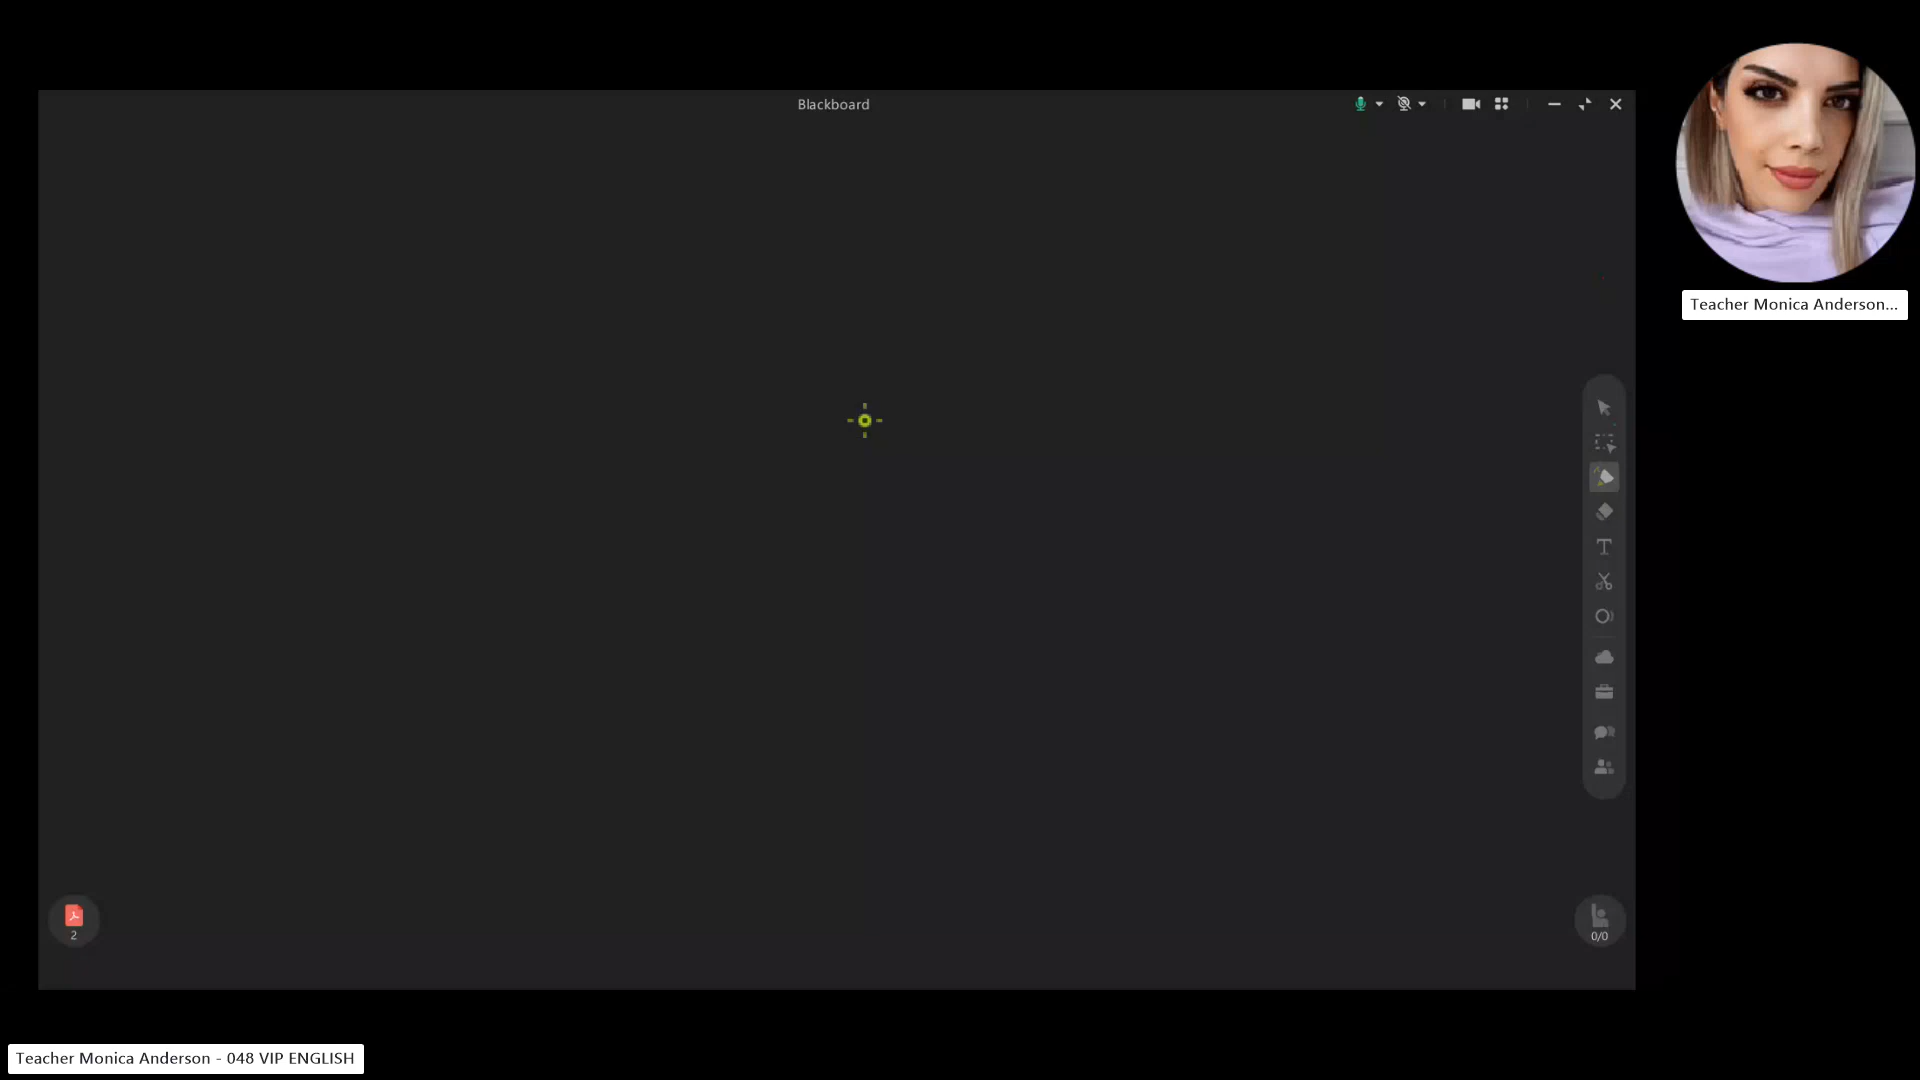 Blackboard
Teacher Monica Anderson...
2
0/0
Teacher Monica Anderson - 048 VIP ENGLISH